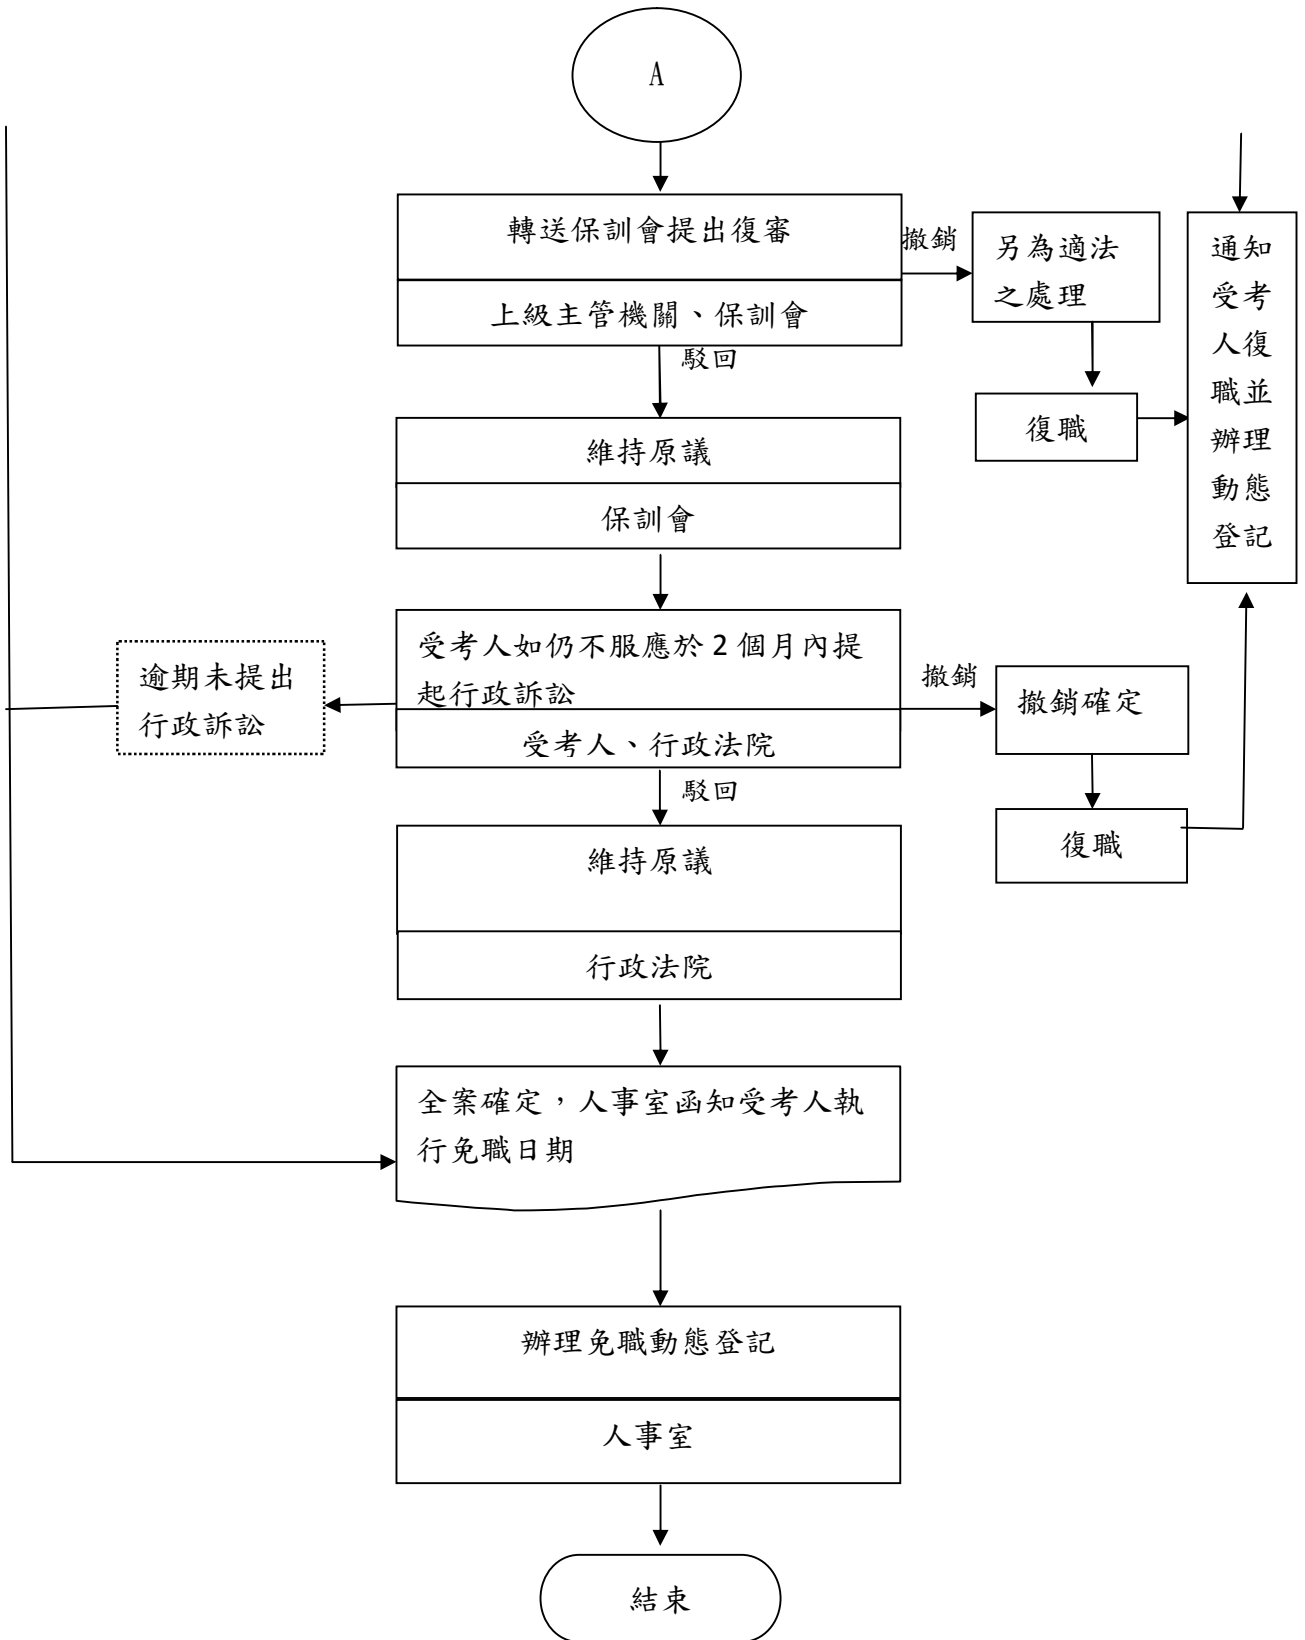 A
轉送保訓會提出復審
上級主管機關、保訓會
撤銷
另為適法
之處理
通知
受考
人復
職並
辦理
動態
登記
駁回
復職
維持原議
保訓會
受考人如仍不服應於2個月內提
起行政訴訟
受考人、行政法院
逾期未提出
行政訴訟
撤銷
撤銷確定
駁回
復職
維持原議
行政法院
全案確定，人事室函知受考人執
行免職日期
辦理免職動態登記
人事室
結束